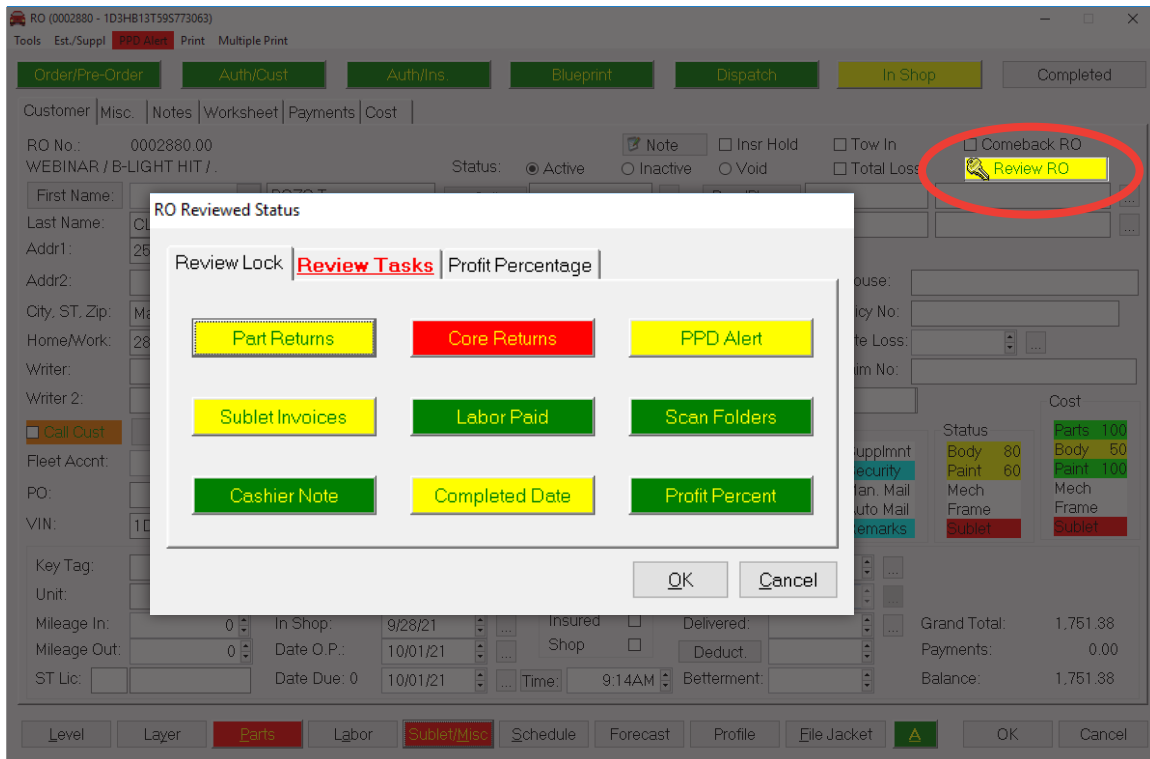 RO (0002880 - 1D3HB13T59S773063)
Tools Est./Suppl PPD Alert Print Multiple Print
Order/Pre-Order Auth/Cust Auth/Ins. Blueprint Dispatch In Shop Completed
Customer Misc. Notes Worksheet Payments Cost
RO No.: 0002880.00 Note Insr Hold Tow In Comeback RO
WEBINAR / B-LIGHT HIT / . Status: Active Inactive Void Total Loss Review RO
First Name:
Last Name: CL
Addr1: 25
Addr2: ouse:
City, ST, Zip: Ma icy No:
Home/Work: 28 te Loss:
Writer: im No:
Writer 2:
Call Cust
Fleet Accnt:
PO:
VIN: 1D
RO Reviewed Status
Review Lock Review Tasks Profit Percentage
Part Returns Core Returns PPD Alert
Sublet Invoices Labor Paid Scan Folders
Cashier Note Completed Date Profit Percent
OK Cancel
Cost
Status Parts 100
upplmnt Body 80 Body 50
ecurity Paint 60 Paint 100
an. Mail Mech Mech
uto Mail Frame Frame
emarks Sublet Sublet
Key Tag:
Unit:
Mileage In: 0 In Shop: 9/28/21 ... Insured Delivered: ... Grand Total: 1,751.38
Mileage Out: 0 Date O.P.: 10/01/21 ... Shop Deduct. Payments: 0.00
ST Lic: Date Due: 0 10/01/21 ... Time: 9:14AM Betterment: Balance: 1,751.38
Level Layer Parts Labor Sublet/Misc Schedule Forecast Profile File Jacket A OK Cancel